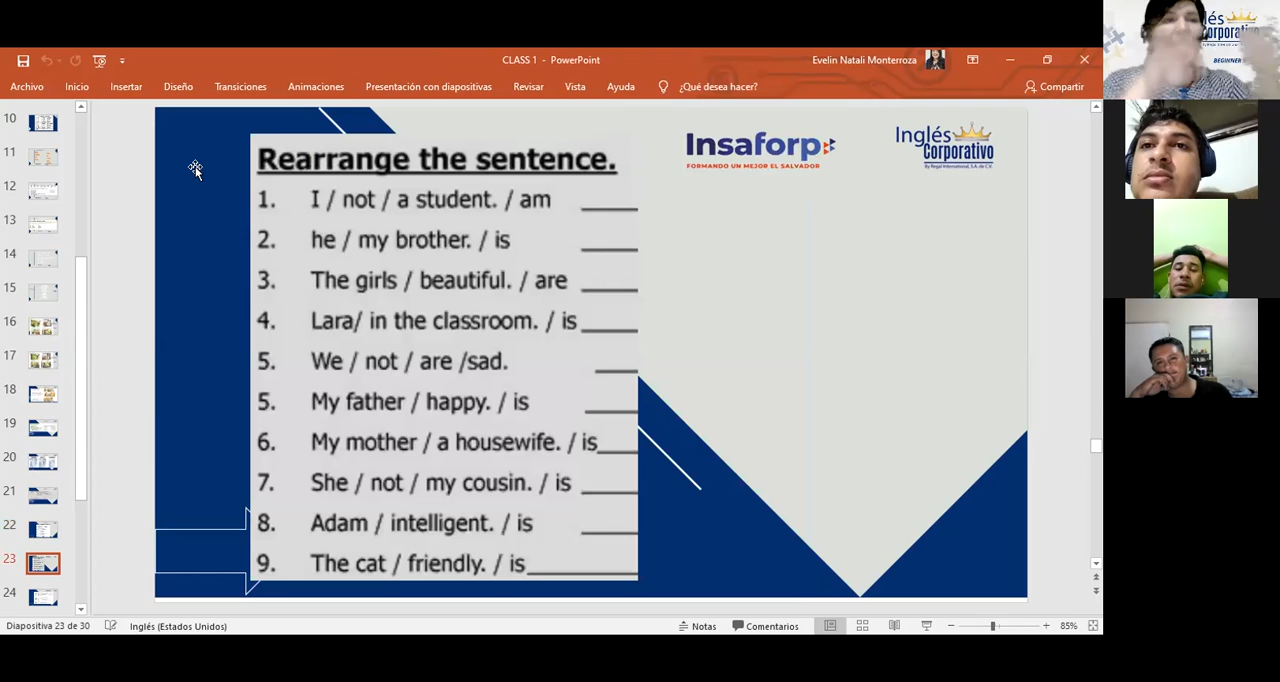 CLASS 1 - PowerPoint
Evelin Natali Monterroza
Archivo Inicio Insertar Diseño Transiciones Animaciones Presentación con diapositivas Revisar Vista Ayuda ¿Qué desea hacer? Compartir
10
11
12
13
14
15
16
17
18
19
20
21
22
23
24
Rearrange the sentence.
1. I / not / a student. / am ______
2. he / my brother. / is ______
3. The girls / beautiful. / are ______
4. Lara/ in the classroom. / is ______
5. We / not / are /sad. ______
5. My father / happy. / is ______
6. My mother / a housewife. / is ______
7. She / not / my cousin. / is ______
8. Adam / intelligent. / is ______
9. The cat / friendly. / is ______
Insaforp
FORMANDO UN MEJOR EL SALVADOR
Inglés
Corporativo
By Regal International, S.A. de C.V.
Diapositiva 23 de 30 Inglés (Estados Unidos) Notas Comentarios 85%
BEGINNER